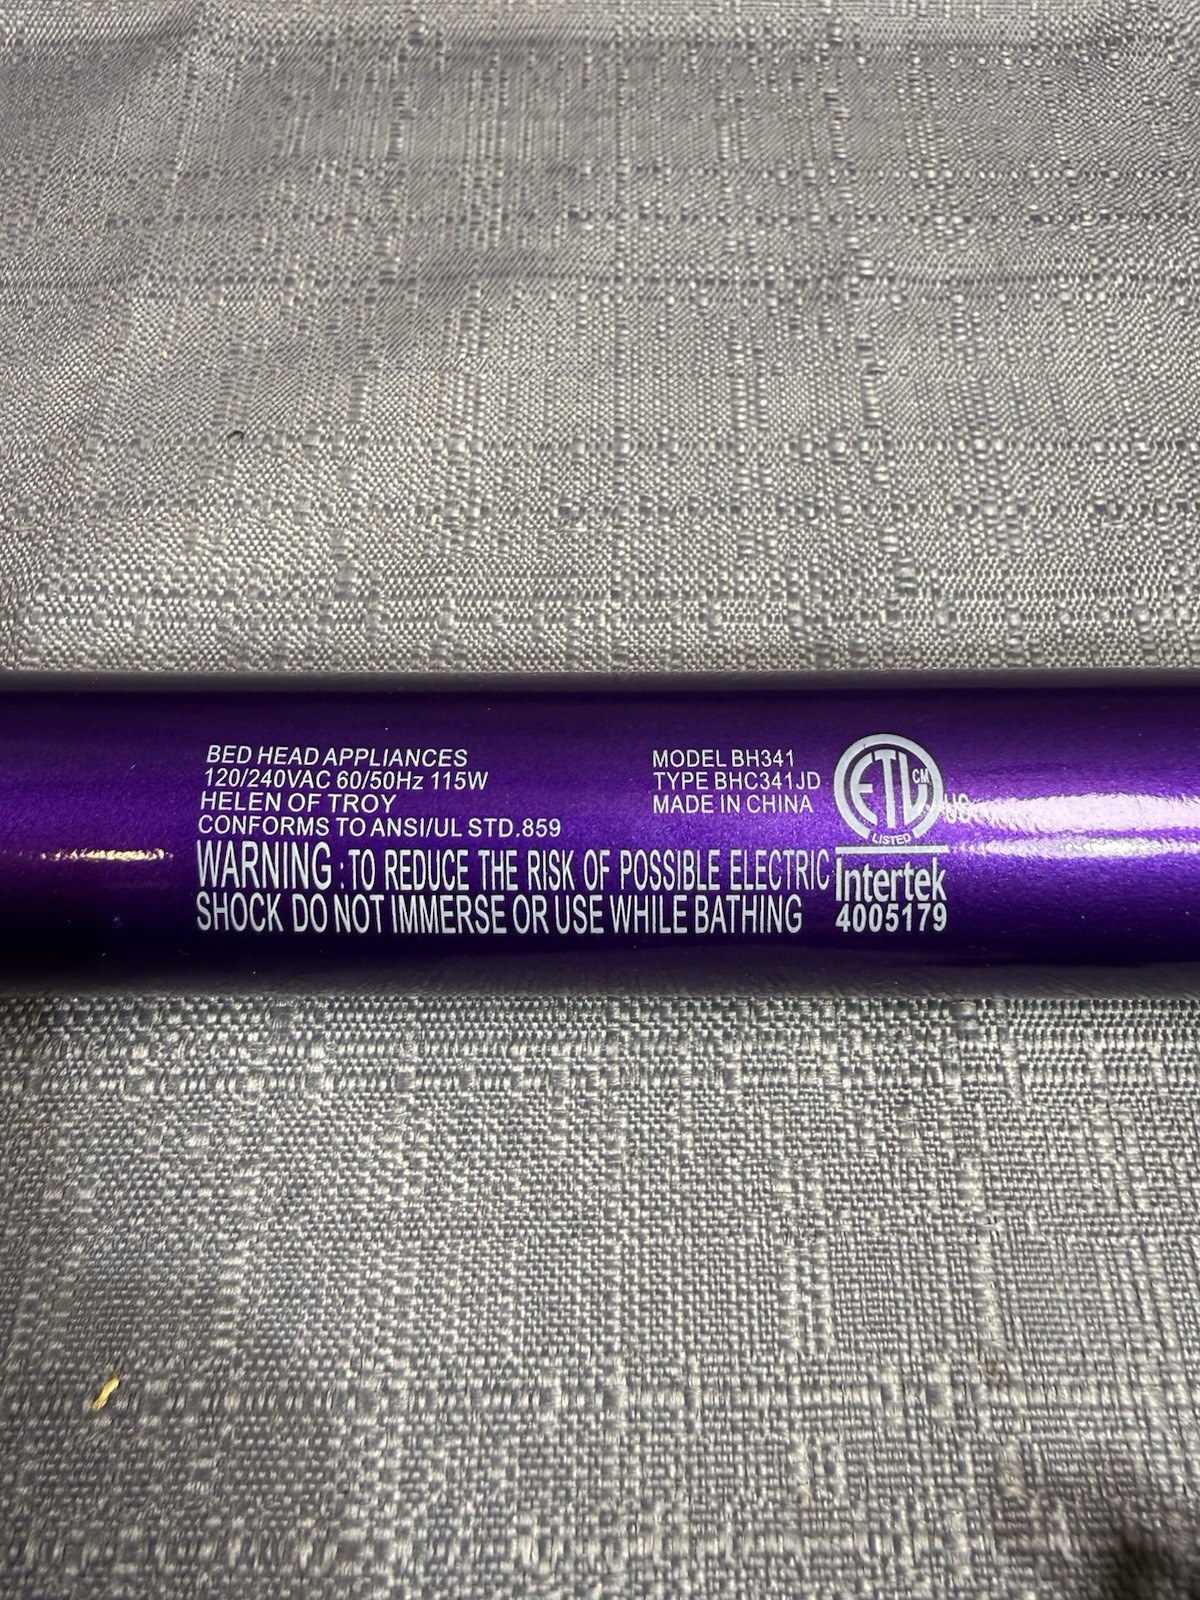 BED HEAD APPLIANCES
120/240VAC 60/50Hz 115W
HELEN OF TROY
CONFORMS TO ANSI/UL STD.859
MODEL BH341
TYPE BHC341JD
MADE IN CHINA
WARNING : TO REDUCE THE RISK OF POSSIBLE ELECTRIC
SHOCK DO NOT IMMERSE OR USE WHILE BATHING
ETL CM
US
LISTED
Intertek
4005179